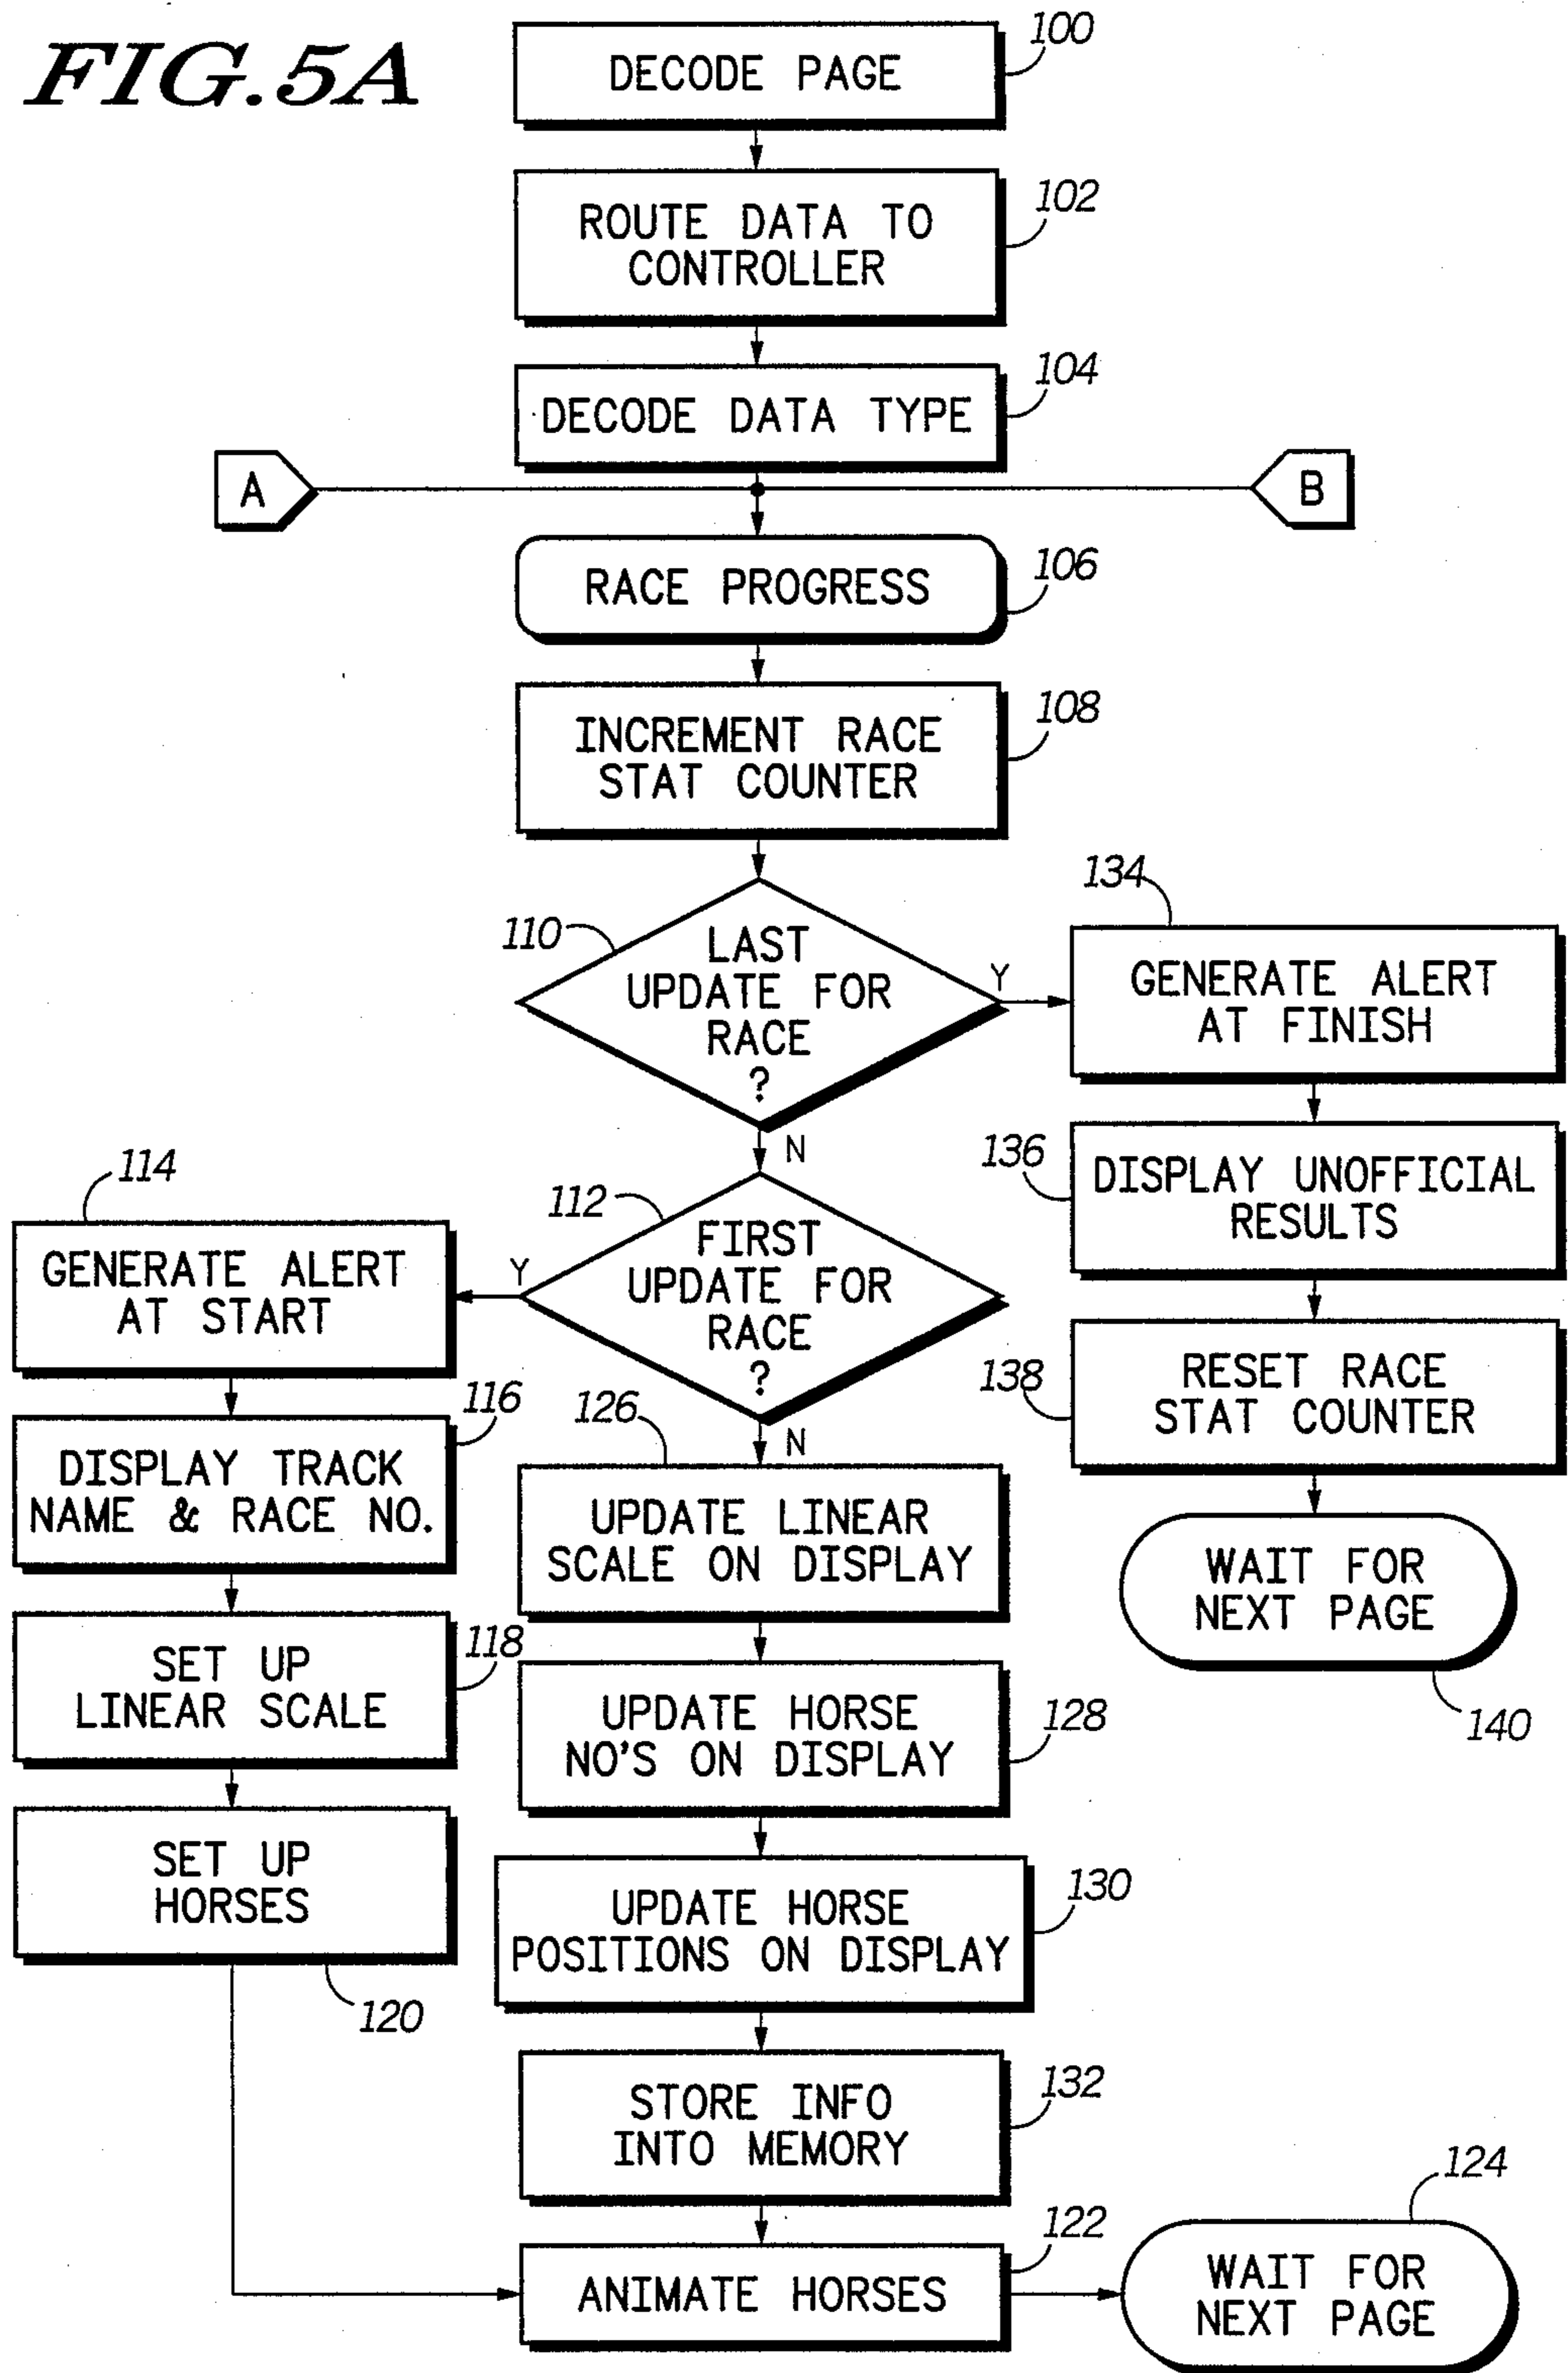 FIG.5A
DECODE PAGE
100
ROUTE DATA TO
CONTROLLER
102
DECODE DATA TYPE
104
A
B
RACE PROGRESS
106
INCREMENT RACE
STAT COUNTER
108
110
LAST
UPDATE FOR
RACE
?
Y
N
134
GENERATE ALERT
AT FINISH
136
DISPLAY UNOFFICIAL
RESULTS
138
RESET RACE
STAT COUNTER
WAIT FOR
NEXT PAGE
140
112
FIRST
UPDATE FOR
RACE
?
Y
N
114
GENERATE ALERT
AT START
116
DISPLAY TRACK
NAME & RACE NO.
118
SET UP
LINEAR SCALE
SET UP
HORSES
120
126
UPDATE LINEAR
SCALE ON DISPLAY
UPDATE HORSE
NO'S ON DISPLAY
128
UPDATE HORSE
POSITIONS ON DISPLAY
130
STORE INFO
INTO MEMORY
132
ANIMATE HORSES
122
124
WAIT FOR
NEXT PAGE